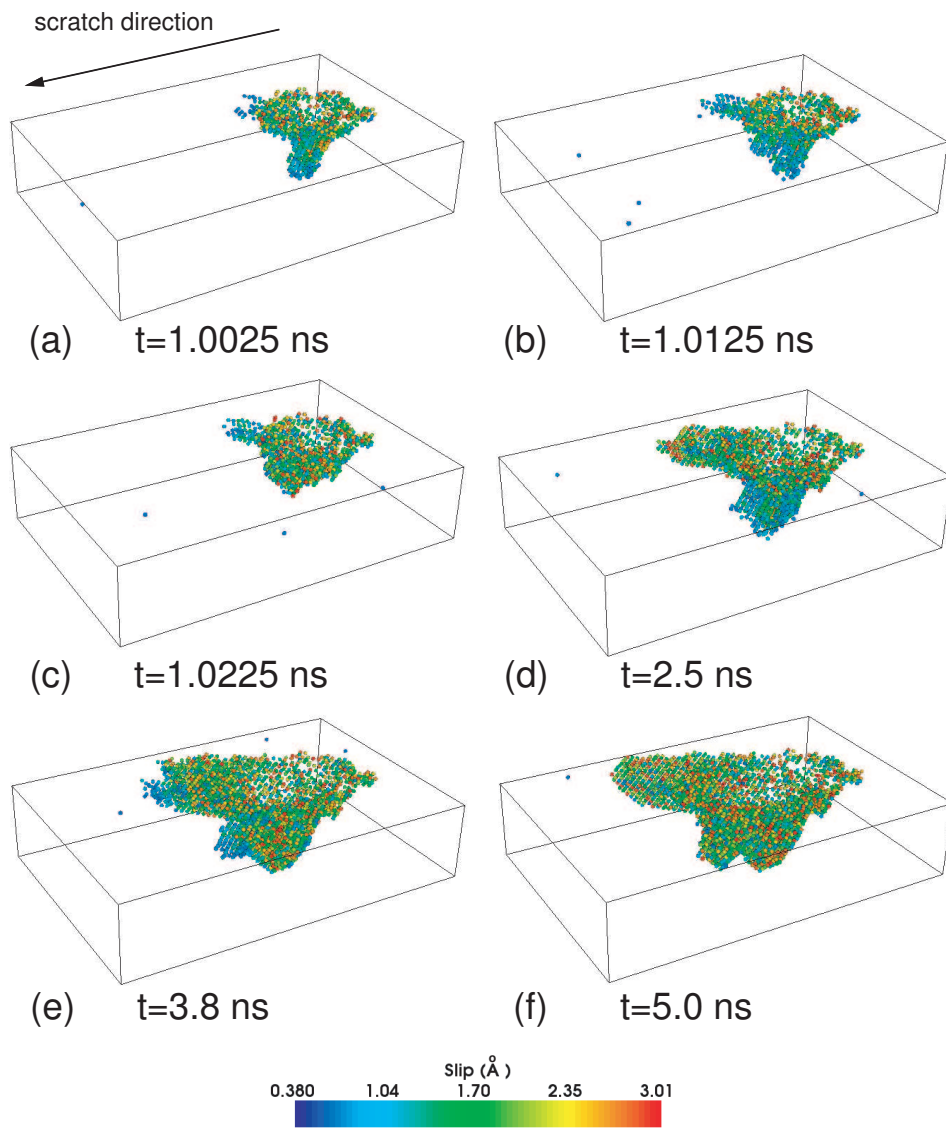 scratch direction
(a) t=1.0025 ns
(b) t=1.0125 ns
(c) t=1.0225 ns
(d) t=2.5 ns
(e) t=3.8 ns
(f) t=5.0 ns
Slip (Å)
0.380 1.04 1.70 2.35 3.01